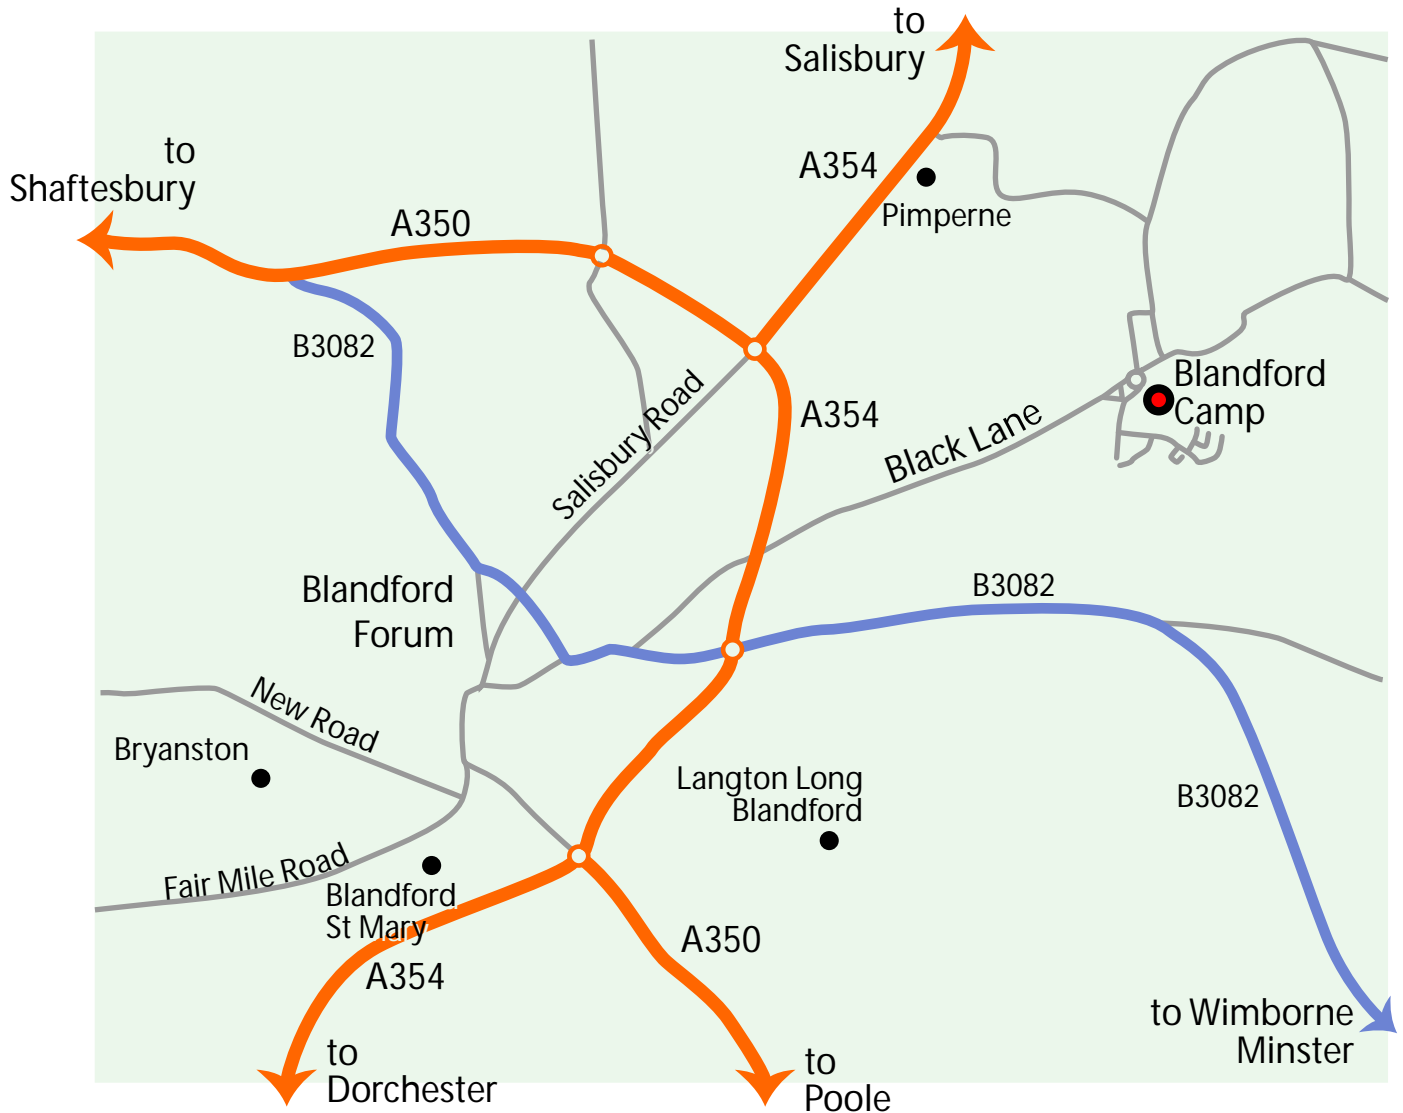 to
Salisbury
to
Shaftesbury
A354
Pimperne
A350
B3082
Blandford
Camp
Salisbury Road
A354
Black Lane
Blandford
Forum
B3082
New Road
Bryanston
Langton Long
Blandford
B3082
Fair Mile Road
Blandford
St Mary
A350
A354
to Wimborne
Minster
to
Dorchester
to
Poole